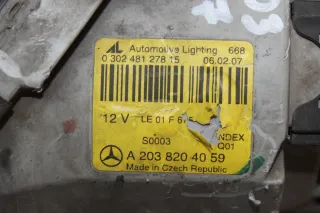 AL Automotive Lighting 668
0 302 481 278 15 06.02.07
12 V LE 01 F
INDEX
S0003 Q01
A 203 820 40 59
Made in Czech Republic